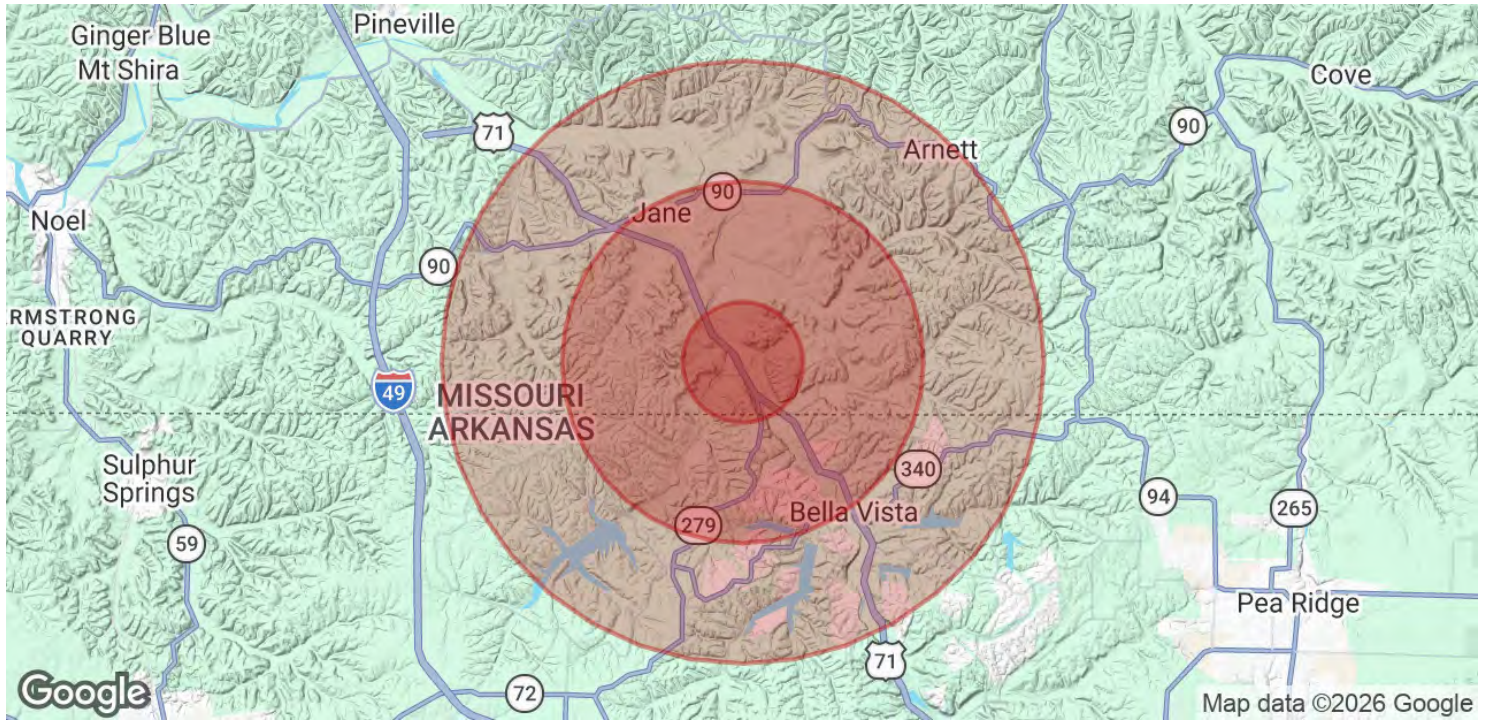 Pineville
Ginger Blue
Mt Shira
Cove
71
90
Arnett
90
Jane
Noel
90
RMSTRONG
QUARRY
49
MISSOURI
ARKANSAS
Sulphur
Springs
340
94
265
Bella Vista
279
59
Pea Ridge
71
72
Google
Map data ©2026 Google